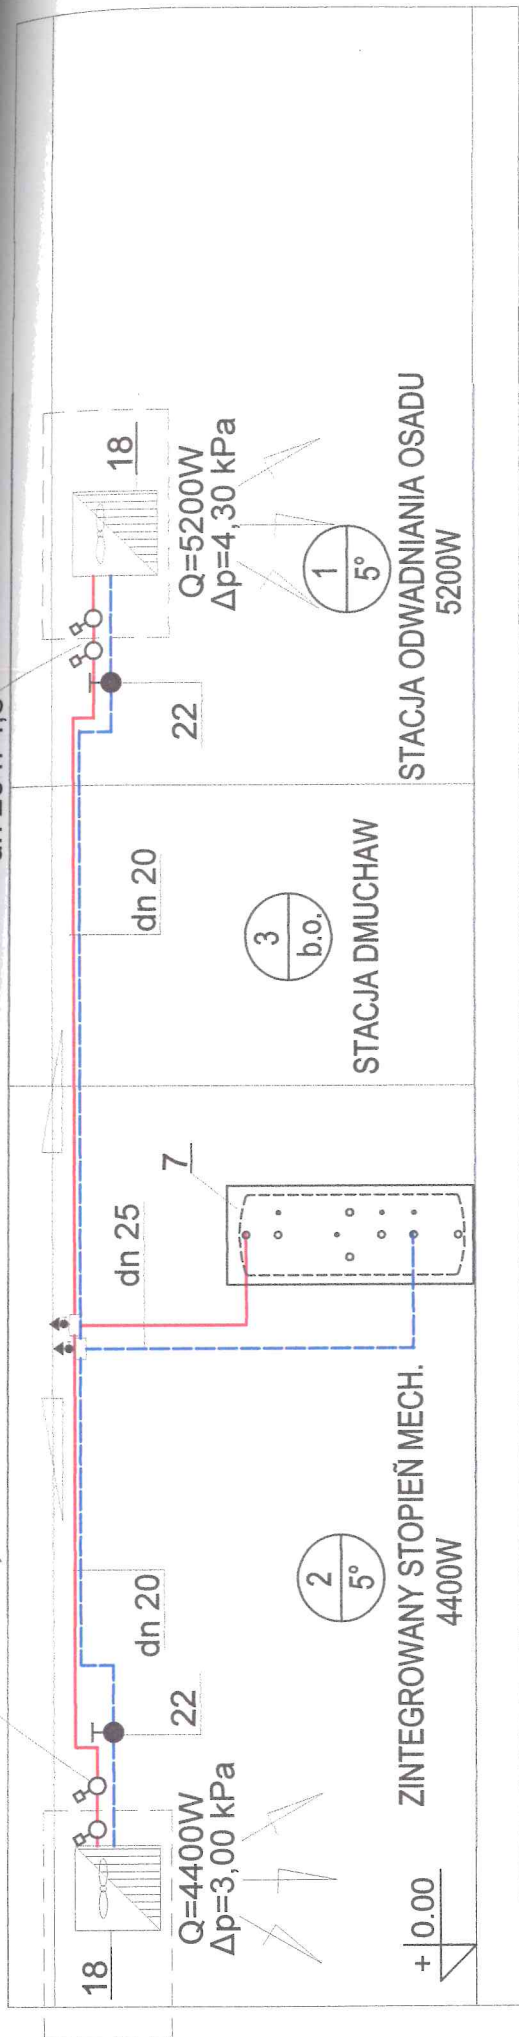 18
Q=4400W
Δp=3,00 kPa
22
dn 20
+ 0.00
2
5°
ZINTEGROWANY STOPIEŃ MECH.
4400W
dn 25
7
3
b.o.
STACJA DMUCHAW
dn 20
22
18
Q=5200W
Δp=4,30 kPa
1
5°
STACJA ODWADNIANIA OSADU
5200W